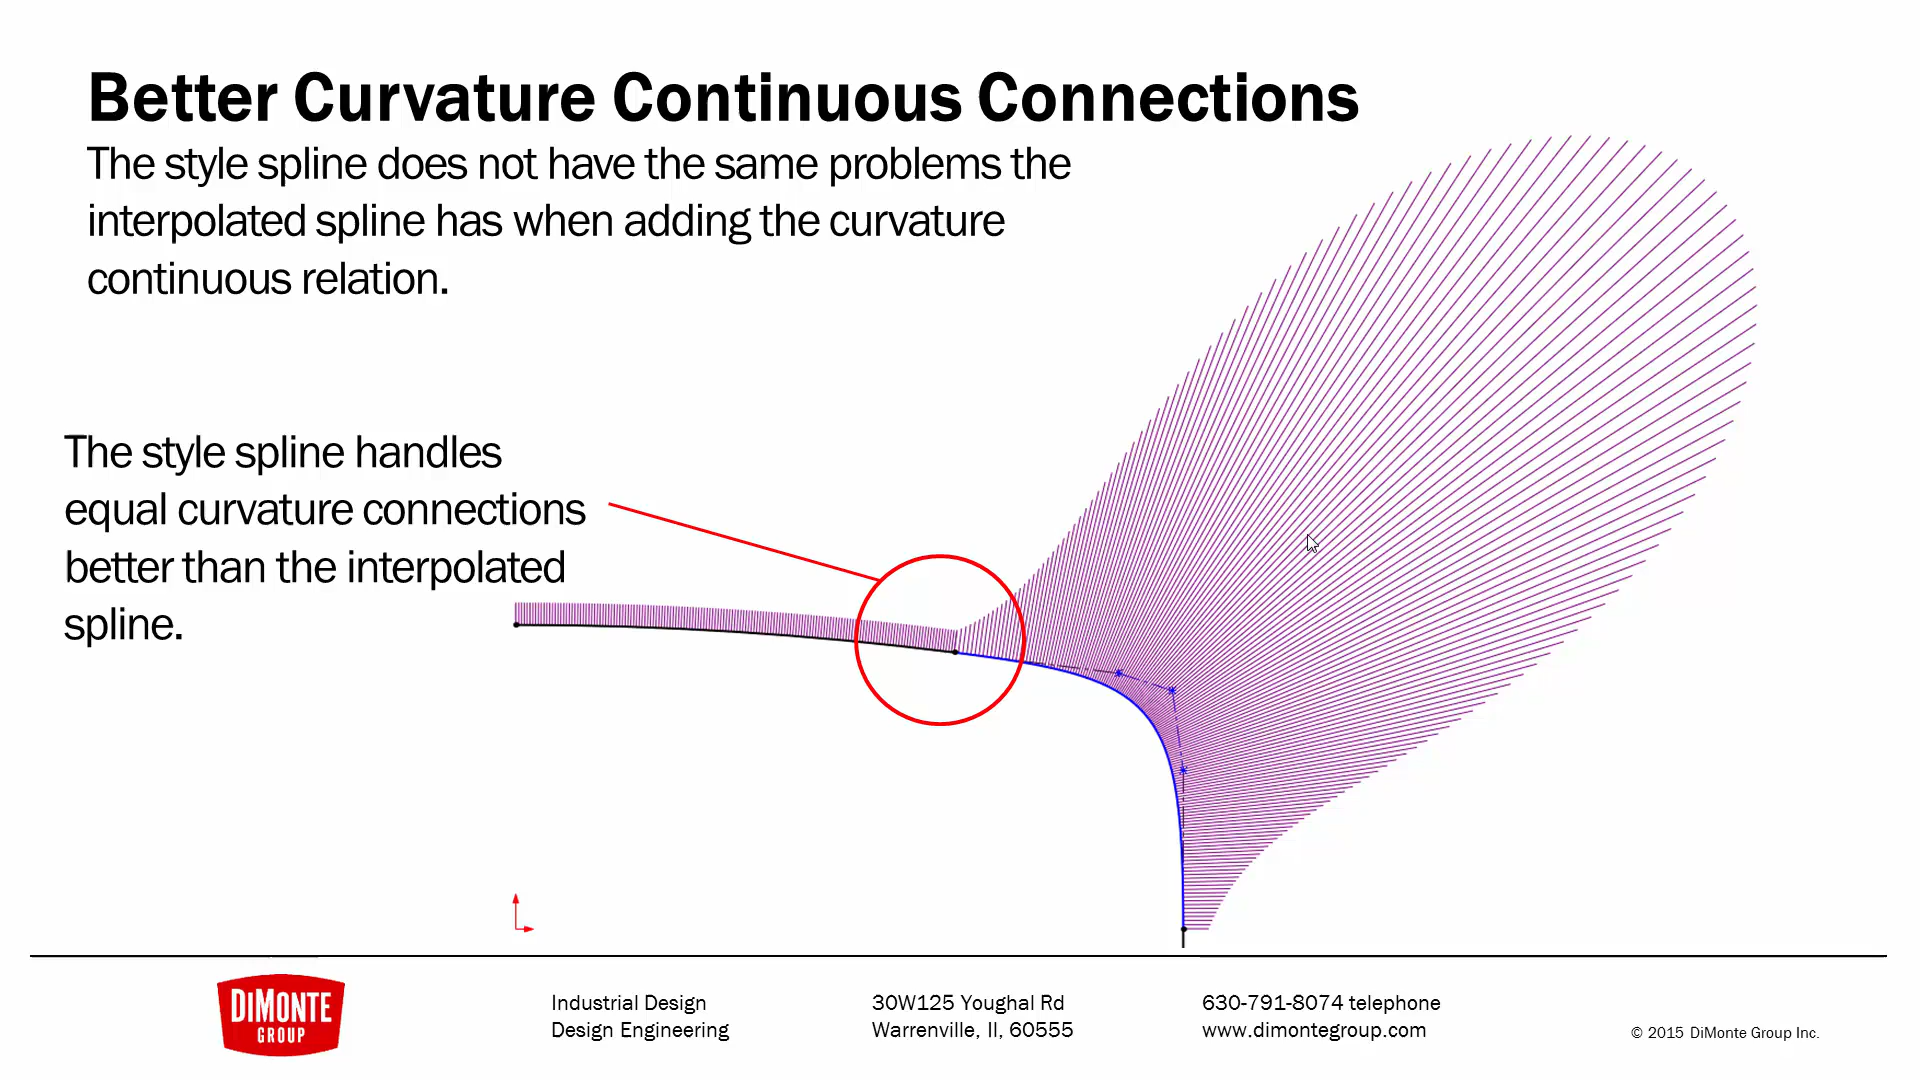 Better Curvature Continuous Connections
The style spline does not have the same problems the
interpolated spline has when adding the curvature
continuous relation.
The style spline handles
equal curvature connections
better than the interpolated
spline.
DIMONTE
GROUP
Industrial Design
Design Engineering
30W125 Youghal Rd
Warrenville, Il, 60555
630-791-8074 telephone
www.dimontegroup.com
© 2015 DiMonte Group Inc.